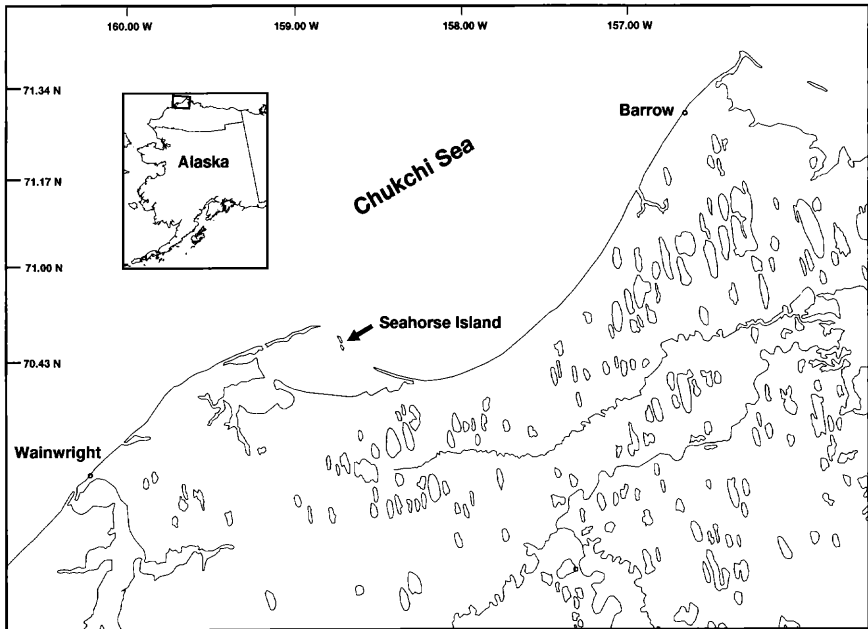 160.00 W
159.00 W
158.00 W
157.00 W
71.34 N
Barrow
Alaska
Chukchi Sea
71.17 N
71.00 N
Seahorse Island
70.43 N
Wainwright